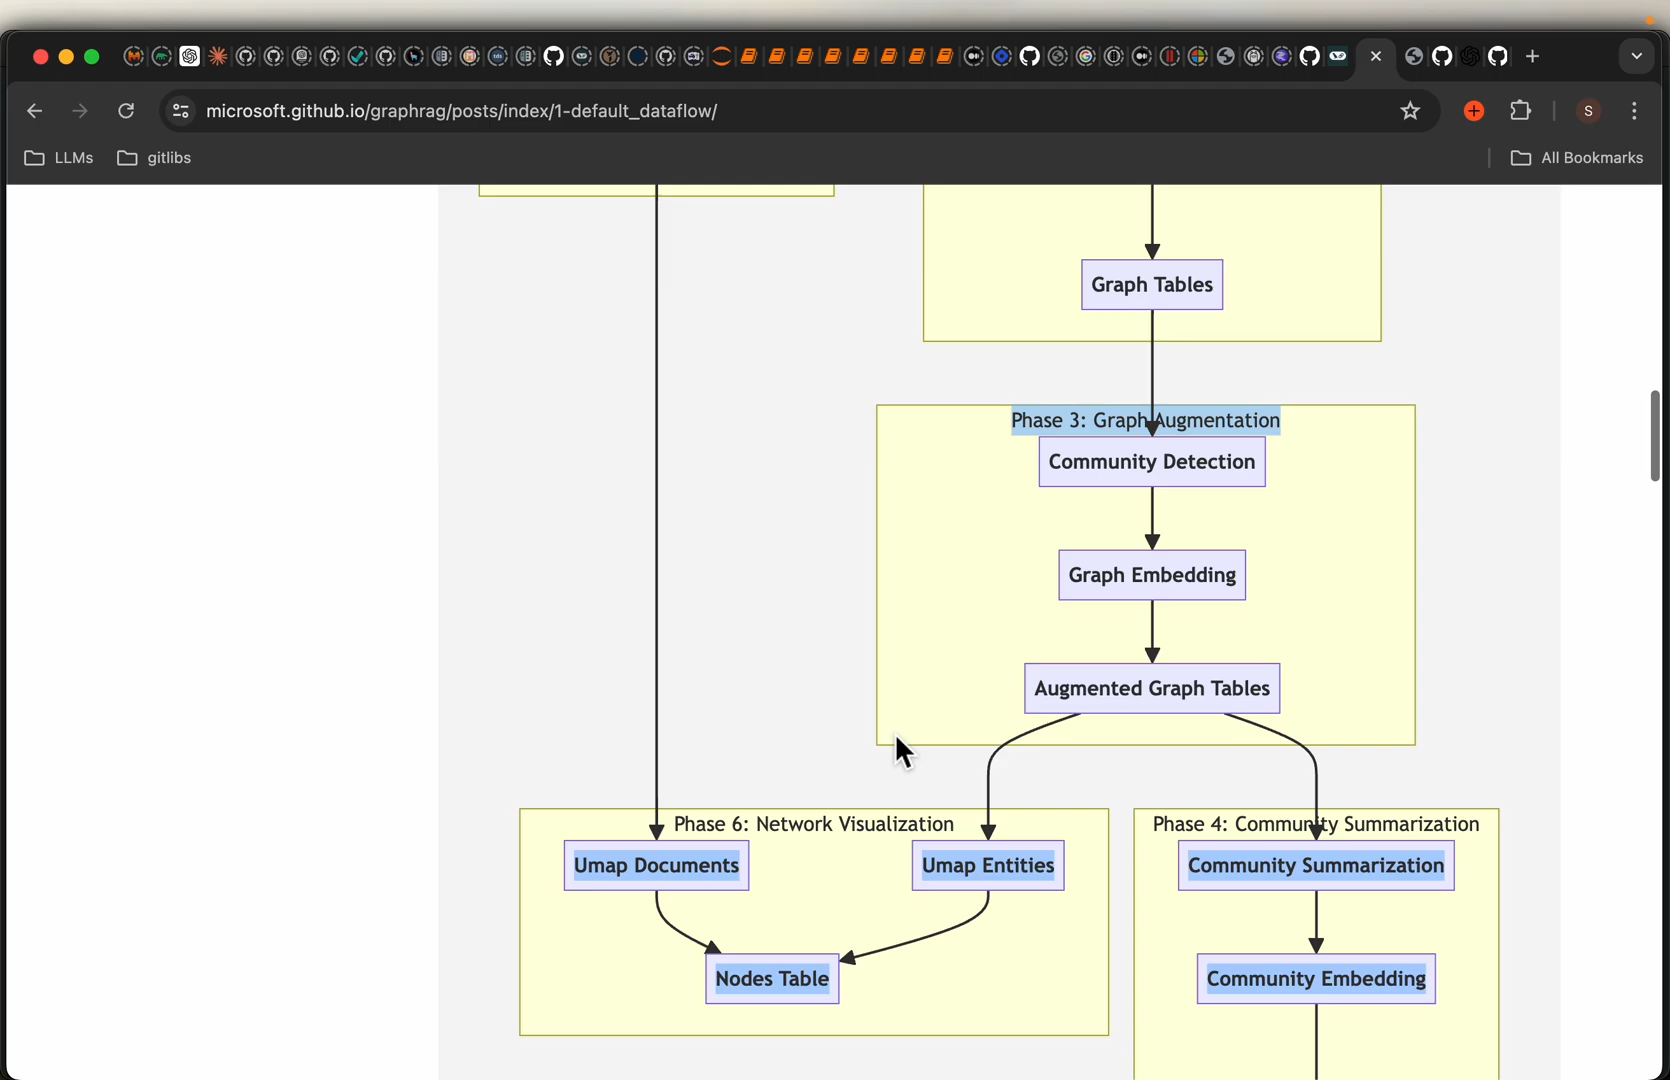 microsoft.github.io/graphrag/posts/index/1-default_dataflow/
S
LLMs
gitlibs
All Bookmarks
Graph Tables
Phase 3: Graph Augmentation
Community Detection
Graph Embedding
Augmented Graph Tables
Phase 6: Network Visualization
Phase 4: Community Summarization
Umap Documents
Umap Entities
Community Summarization
Nodes Table
Community Embedding